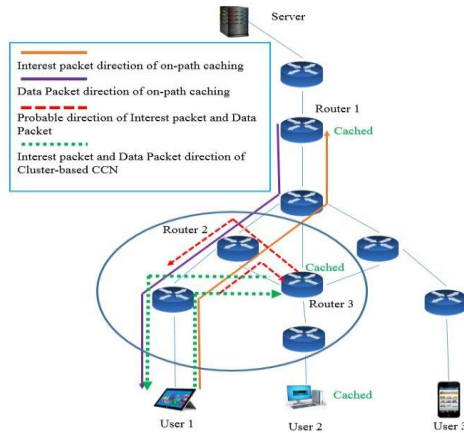 Server
Interest packet direction of on-path caching
Data Packet direction of on-path caching
Probable direction of Interest packet and Data
Packet
Interest packet and Data Packet direction of
Cluster-based CCN
Router 1
Cached
Router 2
Cached
Router 3
Cached
User 1
User 2
User 3